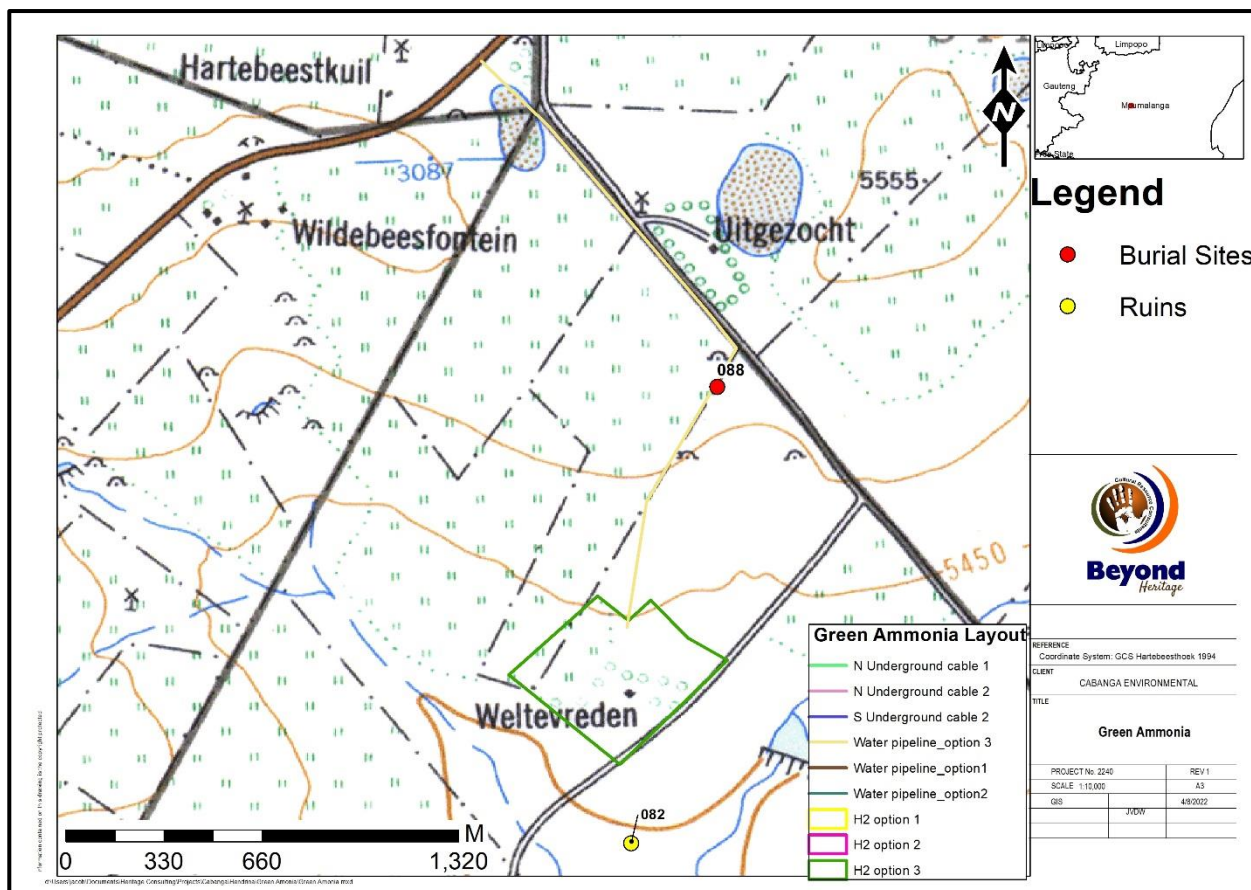 Hartebeestkuil
3087
Wildebeesfontein
5555
Uitgezocht
088
5450
Weltevreden
082
M
0 330 660 1,320
N
Limpopo
Gauteng
Mpumalanga
Legend
Burial Sites
Ruins
Beyond
Heritage
Green Ammonia Layout
N Underground cable 1
N Underground cable 2
S Underground cable 2
Water pipeline_option 3
Water pipeline_option1
Water pipeline_option2
H2 option 1
H2 option 2
H2 option 3
REFERENCE
Coordinate System: GCS Hartebeesthoek 1994
CLIENT
CABANGA ENVIRONMENTAL
TITLE
Green Ammonia
PROJECT No. 2240 REV 1
SCALE 1:10,000 A3
GIS JVDW 4/8/2022